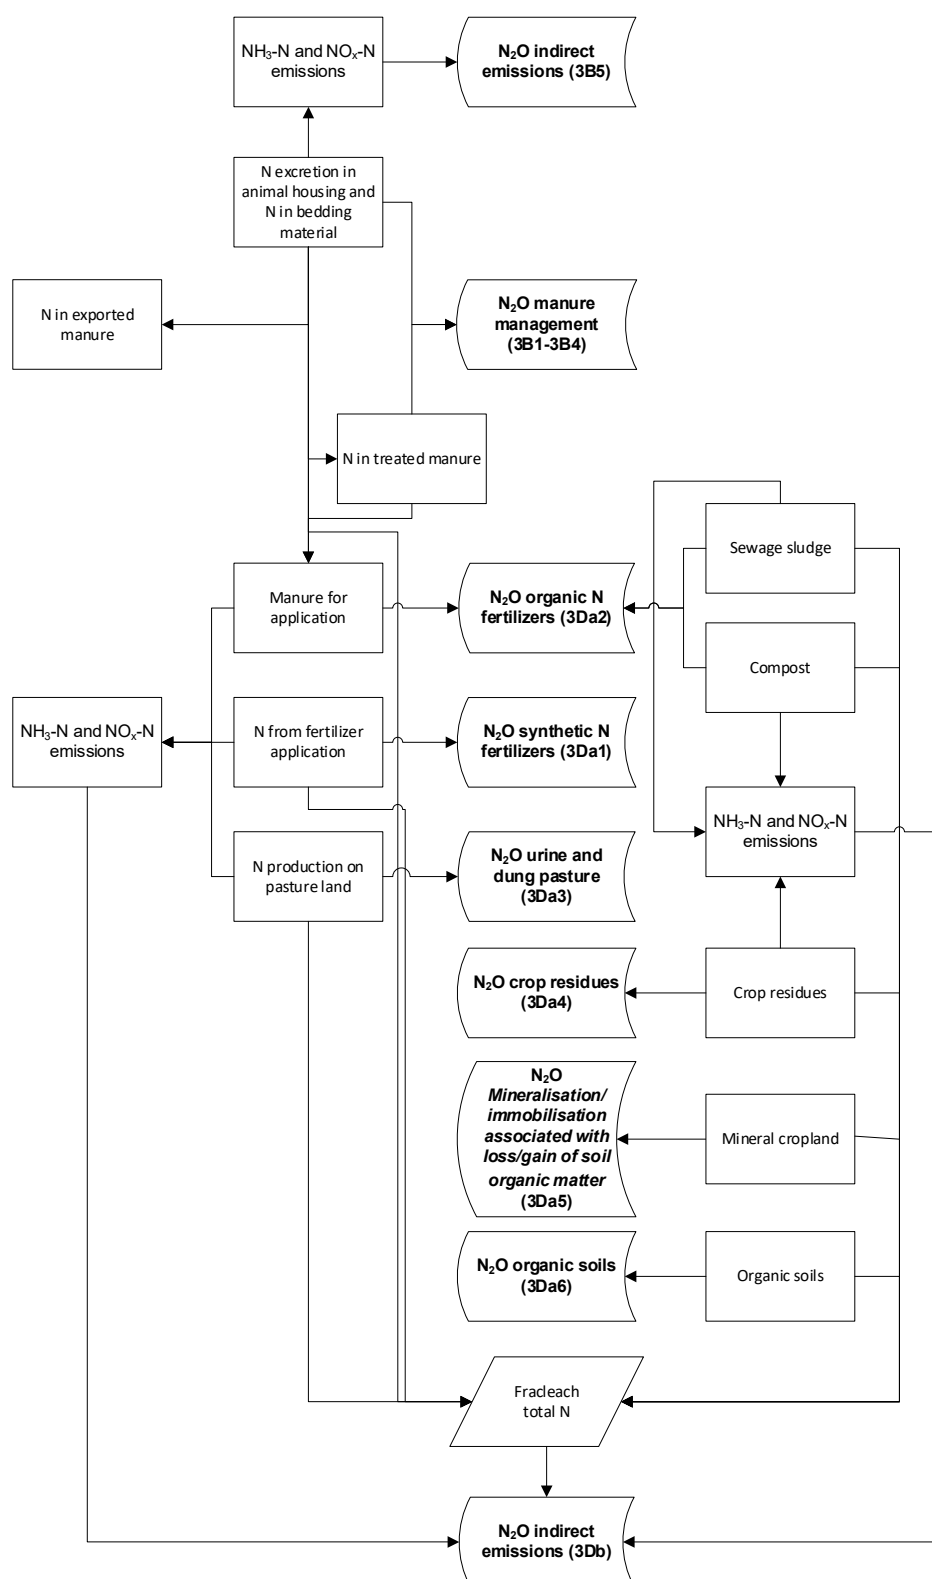 NH₃-N and NOₓ-N
emissions
N₂O indirect
emissions (3B5)
N excretion in
animal housing and
N in bedding
material
N in exported
manure
N₂O manure
management
(3B1-3B4)
N in treated manure
Sewage sludge
Manure for
application
N₂O organic N
fertilizers (3Da2)
Compost
NH₃-N and NOₓ-N
emissions
N from fertilizer
application
N₂O synthetic N
fertilizers (3Da1)
NH₃-N and NOₓ-N
emissions
N production on
pasture land
N₂O urine and
dung pasture
(3Da3)
N₂O crop residues
(3Da4)
Crop residues
N₂O
Mineralisation/
immobilisation
associated with
loss/gain of soil
organic matter
(3Da5)
Mineral cropland
N₂O organic soils
(3Da6)
Organic soils
Fracleach
total N
N₂O indirect
emissions (3Db)